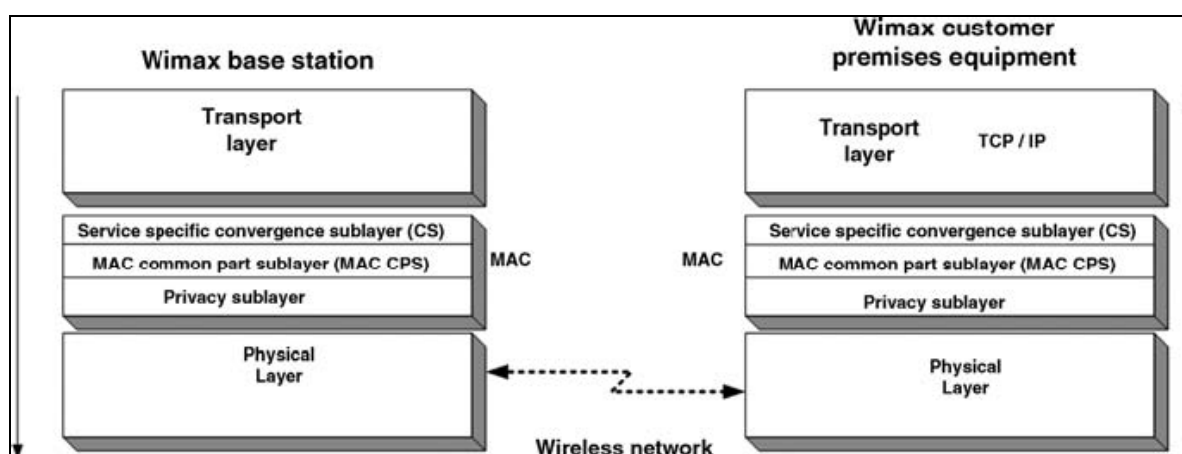 Wimax base station
Transport
layer
Service specific convergence sublayer (CS)
MAC common part sublayer (MAC CPS)
Privacy sublayer
MAC
Physical
Layer
Wimax customer
premises equipment
Transport
layer
TCP / IP
MAC
Service specific convergence sublayer (CS)
MAC common part sublayer (MAC CPS)
Privacy sublayer
Physical
Layer
Wireless network